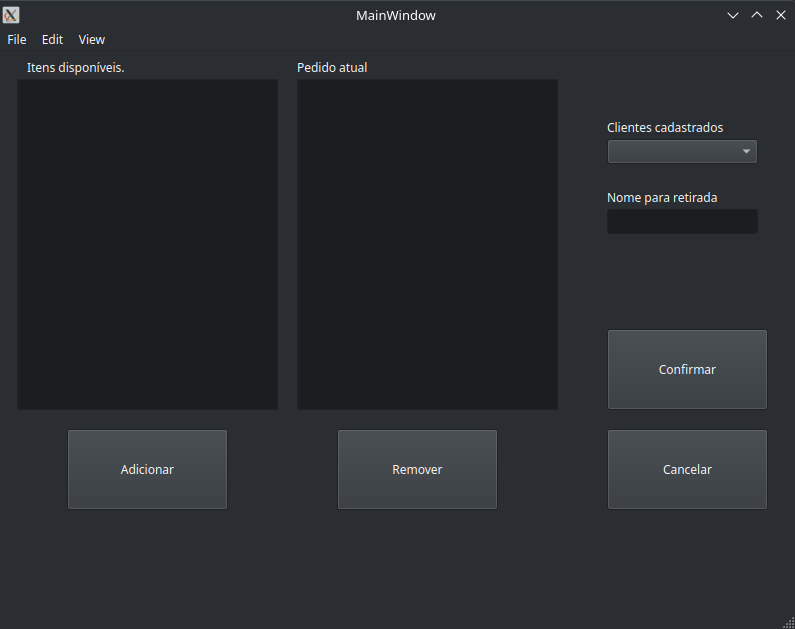 MainWindow
File Edit View
Itens disponíveis.
Pedido atual
Clientes cadastrados
Nome para retirada
Confirmar
Adicionar
Remover
Cancelar